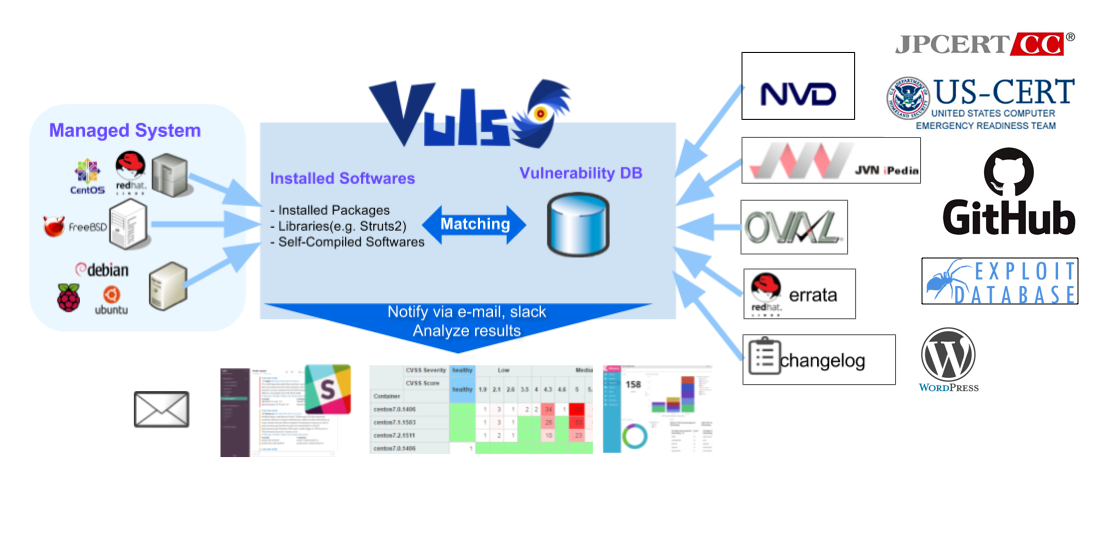 JPCERT CC®
NVD
US-CERT
UNITED STATES COMPUTER
EMERGENCY READINESS TEAM
Vuls
Managed System
CentOS
redhat.
LINUX
FreeBSD
debian
ubuntu
Installed Softwares
- Installed Packages
- Libraries(e.g. Struts2)
- Self-Compiled Softwares
Matching
Vulnerability DB
JVN iPedia
OVAL
redhat.
LINUX
errata
changelog
GitHub
EXPLOIT
DATABASE
WORDPRESS
Notify via e-mail, slack
Analyze results
CVSS Severity healthy Low Mediu
CVSS Score healthy 1.9 2.1 2.6 3.5 4 4.3 4.6 5
Container
centos7.0.1406 1 3 1 2 2 34 1
centos7.1.1503 1 3 1 26
centos7.2.1511 1 2 1 18 23
centos7.0.1406 1
158